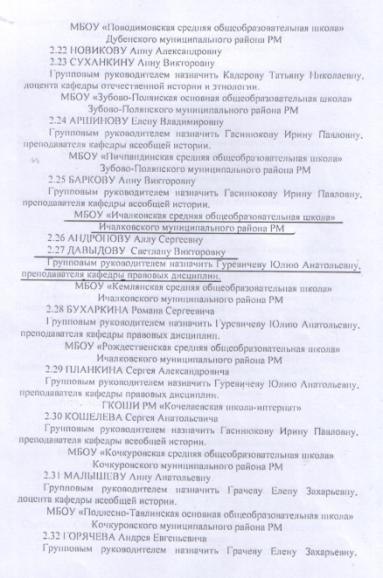 МБОУ «Поводимовская средняя общеобразовательная школа»
Дубенского муниципального района РМ
2.22 НОВИКОВУ Анну Александровну
2.23 СУХАНКИНУ Анну Викторовну
Групповым руководителем назначить Кадерову Татьяну Николаевну,
доцента кафедры отечественной истории и этнологии.
МБОУ «Зубово-Полянская основная общеобразовательная школа»
Зубово-Полянского муниципального района РМ
2.24 АРШИНОВУ Елену Владимировну
Групповым руководителем назначить Гасинюкову Ирину Павловну,
преподавателя кафедры всеобщей истории.
МБОУ «Пичпандинская средняя общеобразовательная школа»
Зубово-Полянского муниципального района РМ
2.25 БАРКОВУ Анну Викторовну
Групповым руководителем назначить Гасинюкову Ирину Павловну,
преподавателя кафедры всеобщей истории.
МБОУ «Ичалковская средняя общеобразовательная школа»
Ичалковского муниципального района РМ
2.26 АНДРОНОВУ Аллу Сергеевну
2.27 ДАВЫДОВУ Светлану Викторовну
Групповым руководителем назначить Гуревичеву Юлию Анатольевну,
преподавателя кафедры правовых дисциплин.
МБОУ «Кемлянская средняя общеобразовательная школа»
Ичалковского муниципального района РМ
2.28 БУХАРКИНА Романа Сергеевича
Групповым руководителем назначить Гуревичеву Юлию Анатольевну,
преподавателя кафедры правовых дисциплин.
МБОУ «Рождественская средняя общеобразовательная школа»
Ичалковского муниципального района РМ
2.29 ПЛАНКИНА Сергея Александровича
Групповым руководителем назначить Гуревичеву Юлию Анатольевну,
преподавателя кафедры правовых дисциплин.
ГКОШИ РМ «Кочелаевская школа-интернат»
2.30 КОШЕЛЕВА Сергея Анатольевича
Групповым руководителем назначить Гасинюкову Ирину Павловну,
преподавателя кафедры всеобщей истории.
МБОУ «Кочкуровская средняя общеобразовательная школа»
Кочкуровского муниципального района РМ
2.31 МАЛЫШЕВУ Анну Анатольевну
Групповым руководителем назначить Грачеву Елену Захарьевну,
доцента кафедры всеобщей истории.
МБОУ «Подлесно-Тавлинская основная общеобразовательная школа»
Кочкуровского муниципального района РМ
2.32 ГОРЯЧЕВА Андрея Евгеньевича
Групповым руководителем назначить Грачеву Елену Захарьевну,